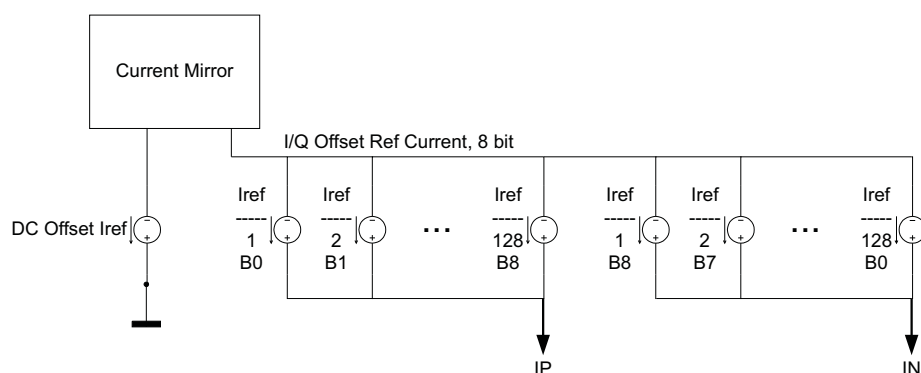 Current Mirror
I/Q Offset Ref Current, 8 bit
DC Offset Iref
Iref
-----
1
B0
Iref
-----
2
B1
...
Iref
-----
128
B8
Iref
-----
1
B8
Iref
-----
2
B7
...
Iref
-----
128
B0
IP
IN